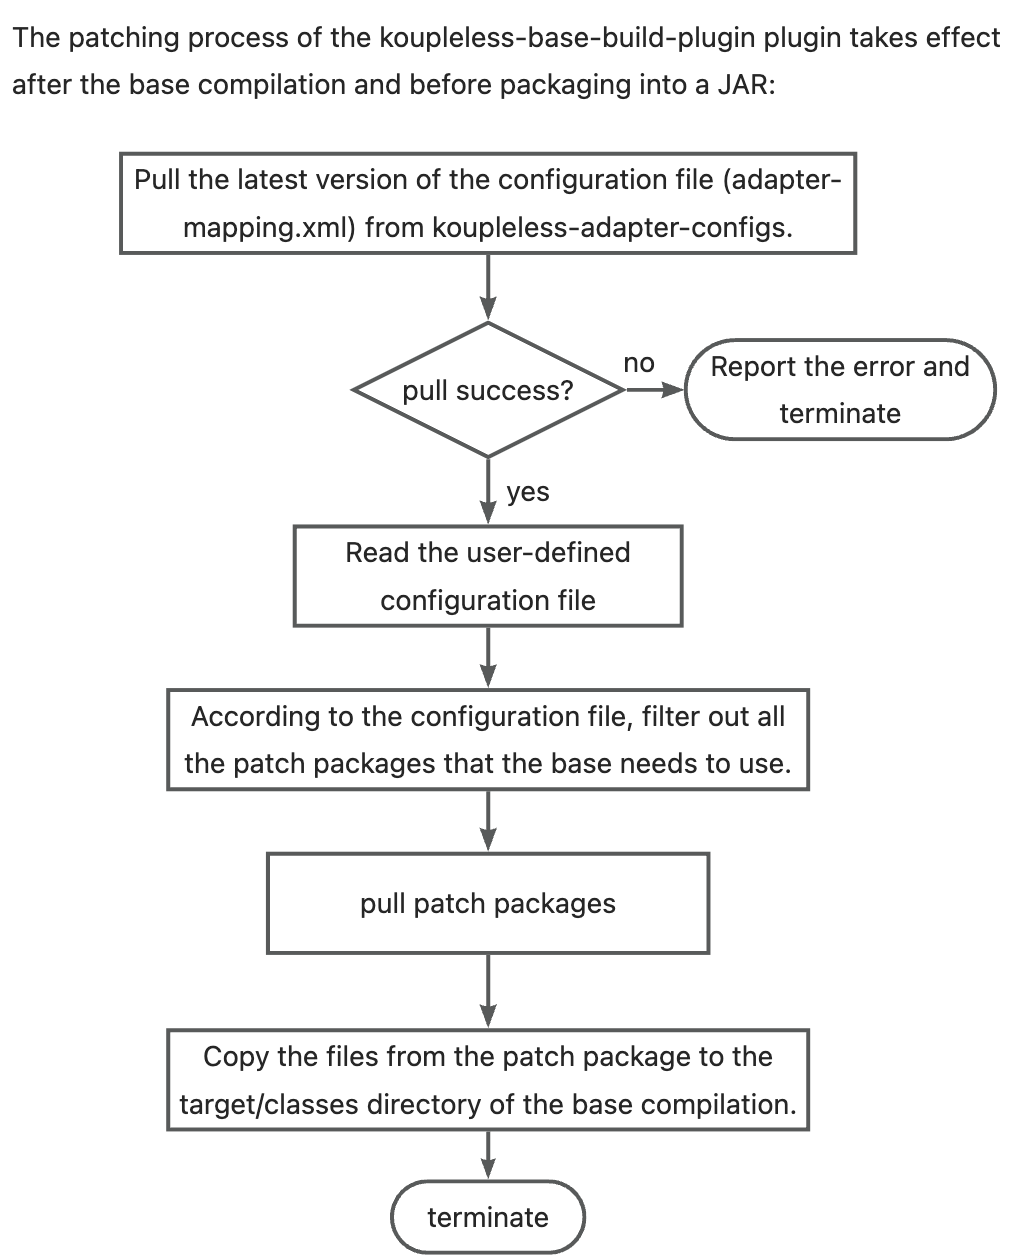 The patching process of the koupleless-base-build-plugin plugin takes effect
after the base compilation and before packaging into a JAR:
Pull the latest version of the configuration file (adapter-
mapping.xml) from koupleless-adapter-configs.
pull success?
no
Report the error and
terminate
yes
Read the user-defined
configuration file
According to the configuration file, filter out all
the patch packages that the base needs to use.
pull patch packages
Copy the files from the patch package to the
target/classes directory of the base compilation.
terminate